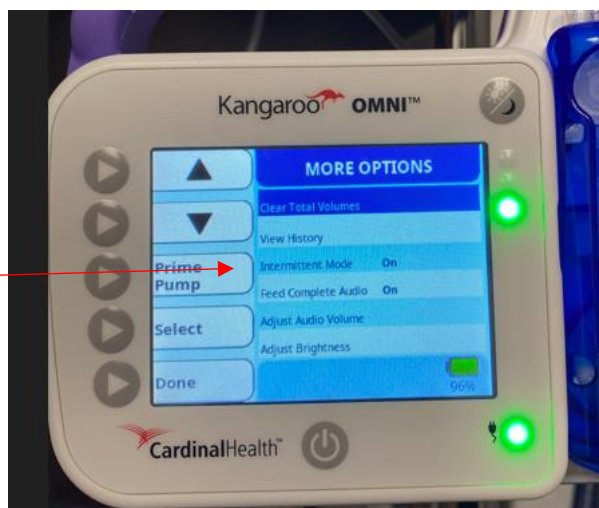 Kangaroo OMNI™
MORE OPTIONS
Clear Total Volumes
View History
Prime
Pump
Intermittent Mode On
Feed Complete Audio On
Select
Adjust Audio Volume
Adjust Brightness
Done
96%
CardinalHealth™